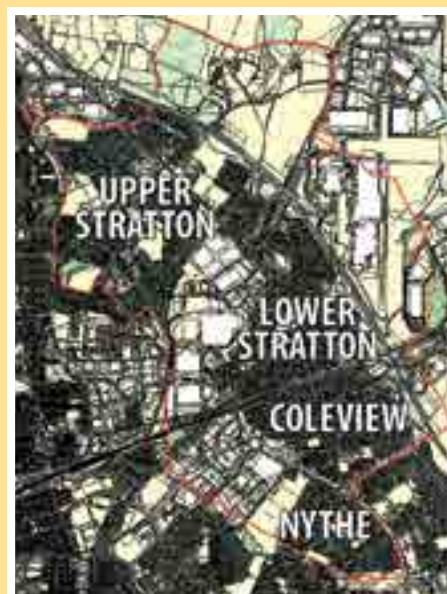 UPPER
STRATTON
LOWER
STRATTON
COLEVIEW
NYTHE